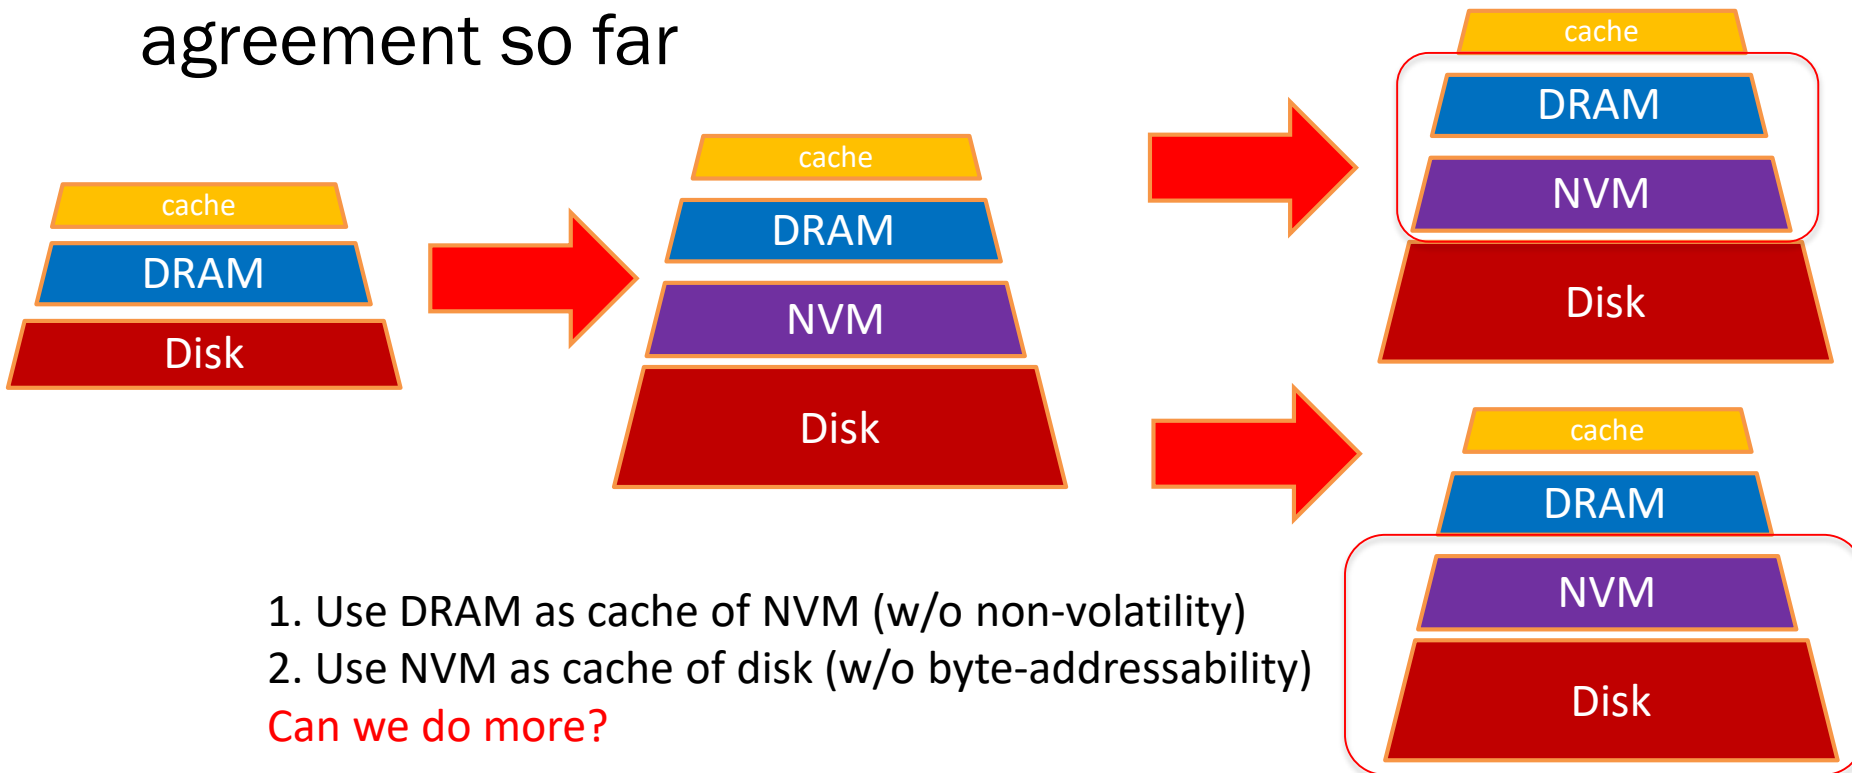 agreement so far
cache
DRAM
Disk
cache
DRAM
NVM
Disk
cache
DRAM
NVM
Disk
cache
DRAM
NVM
Disk
1. Use DRAM as cache of NVM (w/o non-volatility)
2. Use NVM as cache of disk (w/o byte-addressability)
Can we do more?